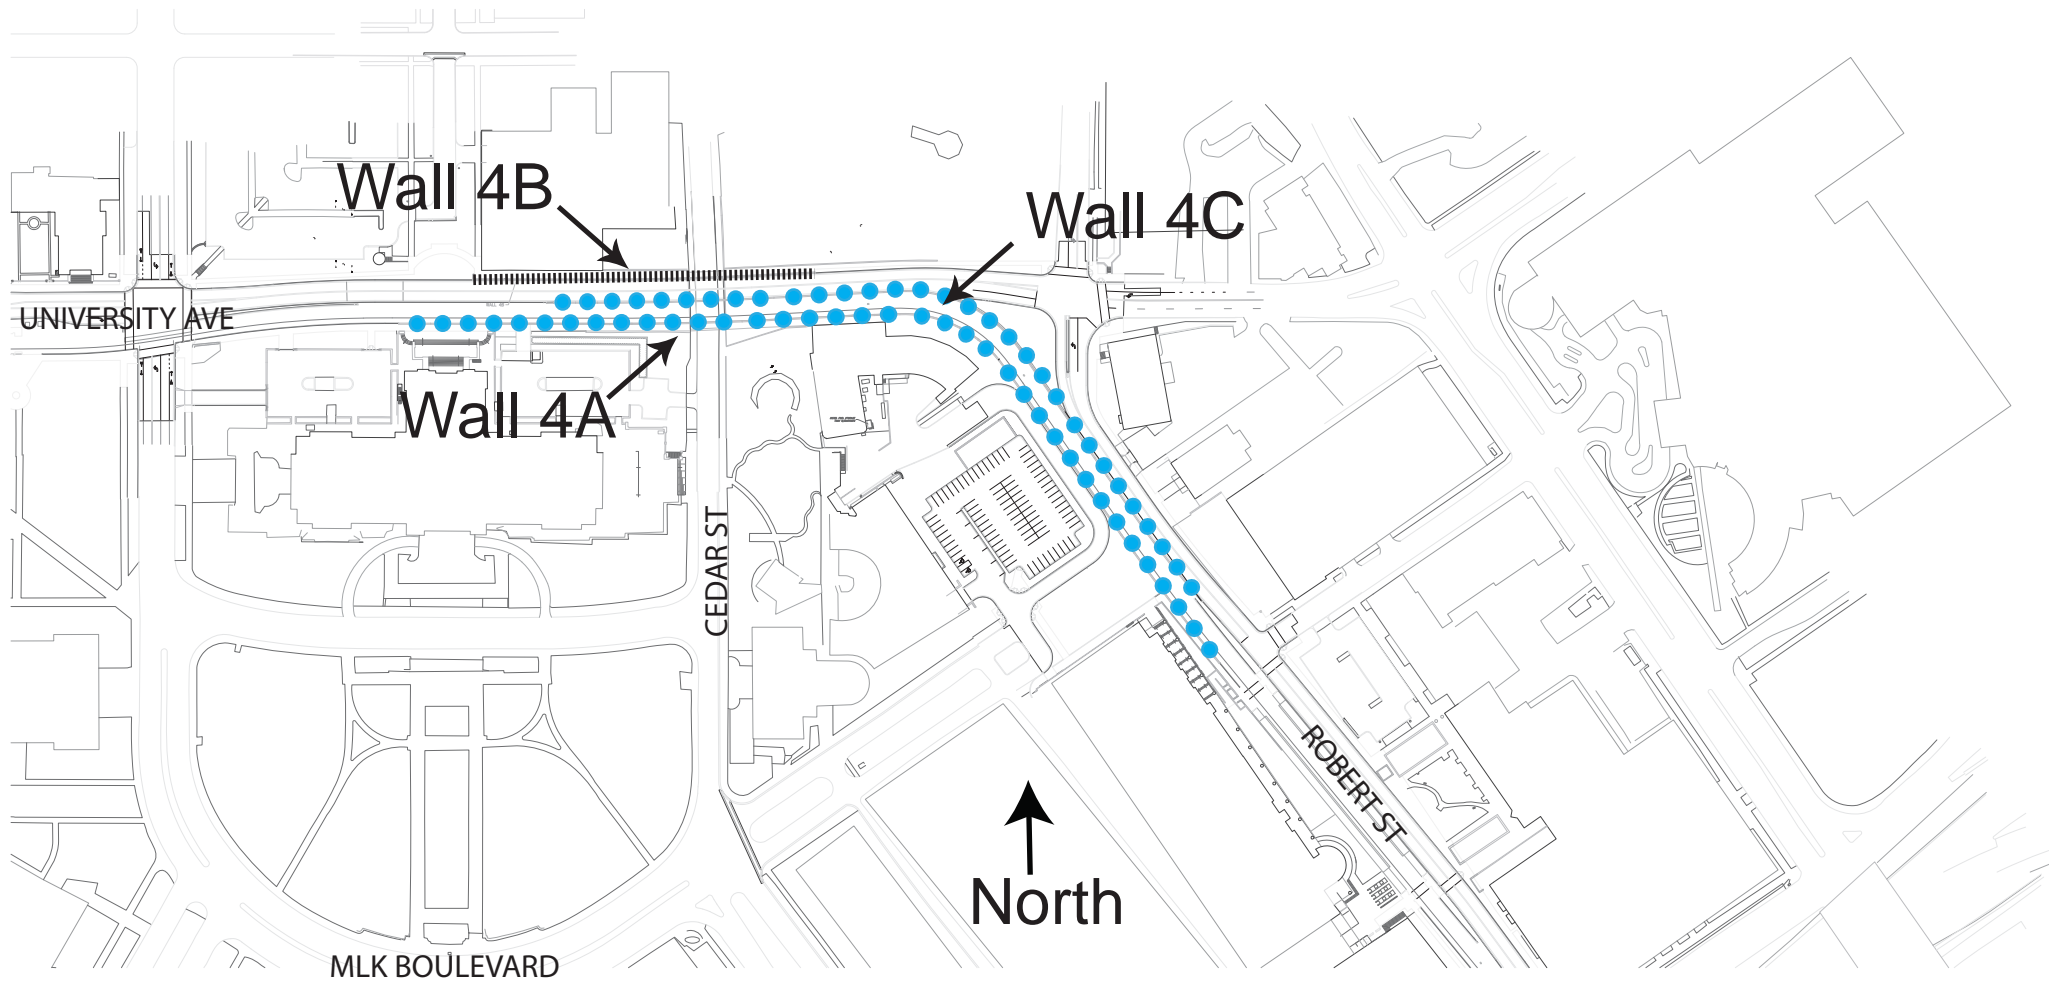 Wall 4B
Wall 4C
UNIVERSITY AVE
Wall 4A
CEDAR ST
ROBERT ST
North
MLK BOULEVARD